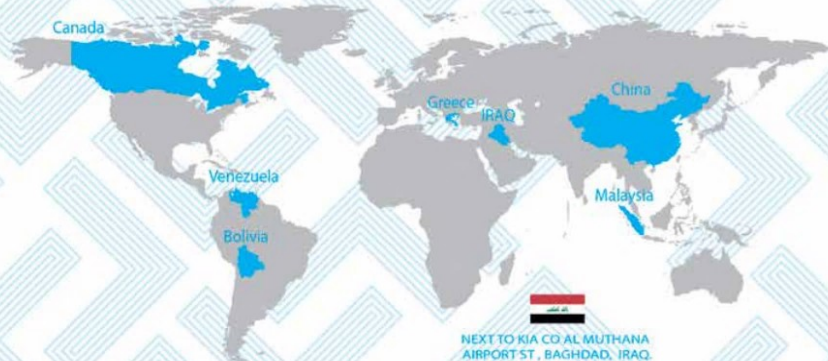 Canada
Greece
IRAQ
China
Venezuela
Malaysia
Bolivia
NEXT TO KIA CO AL MUTHANA
AIRPORT ST , BAGHDAD, IRAQ.